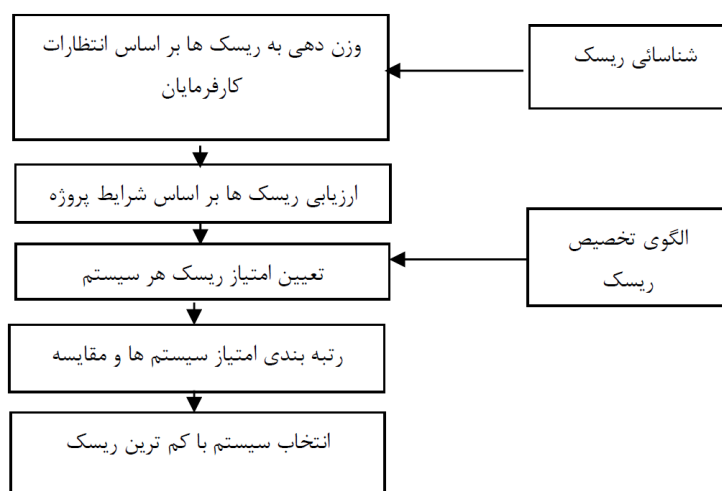 وزن دهی به ریسک ها بر اساس انتظارات
کارفرمایان
شناسائی ریسک
ارزیابی ریسک ها بر اساس شرایط پروژه
الگوی تخصیص
ریسک
تعیین امتیاز ریسک هر سیستم
رتبه بندی امتیاز سیستم ها و مقایسه
انتخاب سیستم با کم ترین ریسک